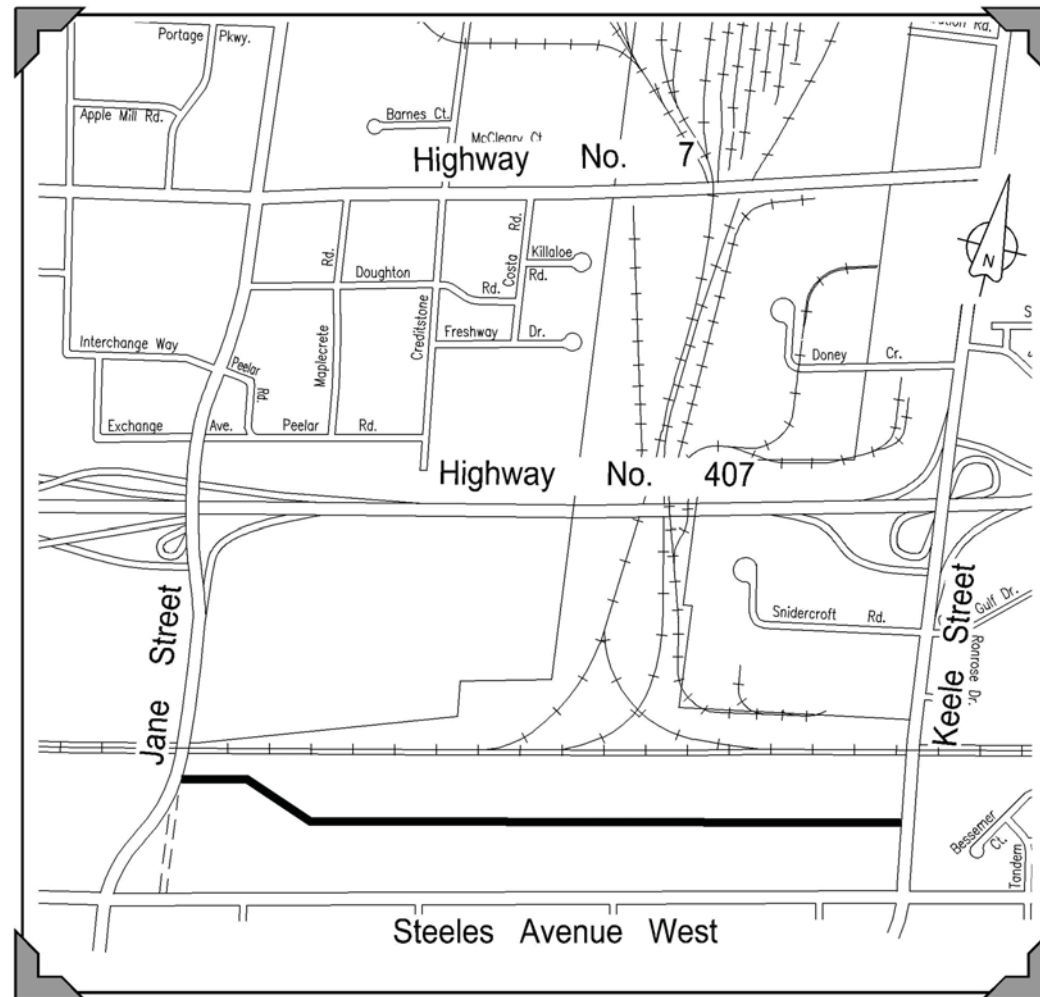 Portage Pkwy.
Apple Mill Rd.
Barnes Ct.
McCleary Ct
Highway No. 7
Rd.
Doughton Rd.
Costa Rd.
Killaloe Rd.
Interchange Way
Peelar Rd.
Maplecrete
Creditstone
Freshway Dr.
Doney Cr.
N
S
Exchange Ave.
Peelar Rd.
Highway No. 407
Jane Street
Snidercroft Rd.
Gulf Dr.
Keele Street
Ronrose Dr.
Bessemer Ct.
Tandem
Steeles Avenue West